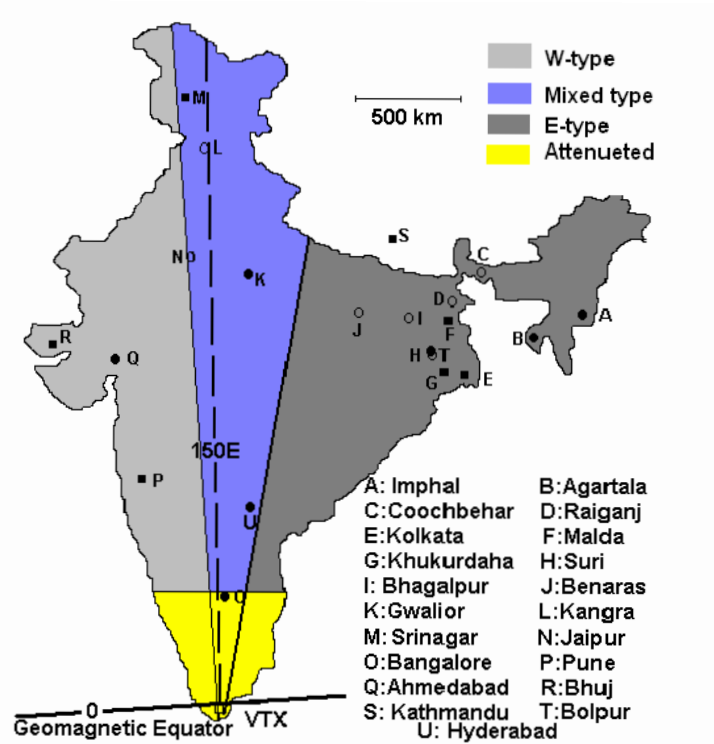 W-type
Mixed type
E-type
Attenueted
500 km
M
L
S
N
K
C
D
A
J
I
F
B
R
Q
H T
G
E
150E
P
U
O
A: Imphal B:Agartala
C:Coochbehar D:Raiganj
E:Kolkata F:Malda
G:Khukurdaha H:Suri
I: Bhagalpur J:Benaras
K:Gwalior L:Kangra
M: Srinagar N:Jaipur
O:Bangalore P:Pune
Q:Ahmedabad R:Bhuj
S: Kathmandu T:Bolpur
U: Hyderabad
0
VTX
Geomagnetic Equator